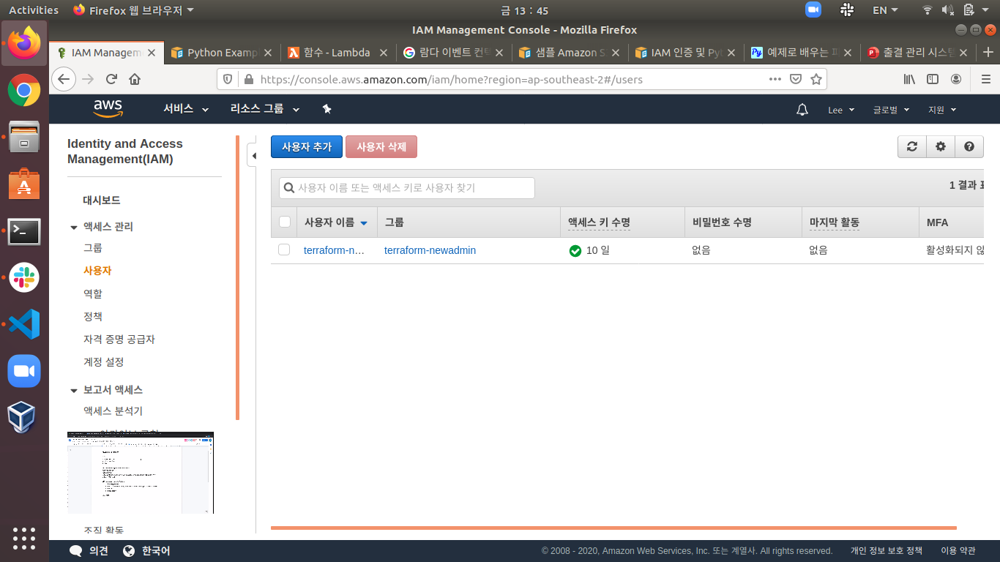 Activities
Firefox 웹 브라우저
금 13 : 45
EN
IAM Management Console - Mozilla Firefox
IAM Managem
Python Examp
함수 - Lambda
람다 이벤트 컨텍
샘플 Amazon S
IAM 인증 및 Py
예제로 배우는 파
출결 관리 시스템
https://console.aws.amazon.com/iam/home?region=ap-southeast-2#/users
aws
서비스
리소스 그룹
Lee
글로벌
지원
Identity and Access
Management(IAM)
대시보드
액세스 관리
그룹
사용자
역할
정책
자격 증명 공급자
계정 설정
보고서 액세스
액세스 분석기
조직 활동
사용자 추가
사용자 삭제
사용자 이름 또는 액세스 키로 사용자 찾기
1 결과 표
사용자 이름
그룹
액세스 키 수명
비밀번호 수명
마지막 활동
MFA
terraform-n...
terraform-newadmin
10 일
없음
없음
활성화되지 않
의견
한국어
© 2008 - 2020, Amazon Web Services, Inc. 또는 계열사. All rights reserved.
개인 정보 보호 정책
이용 약관